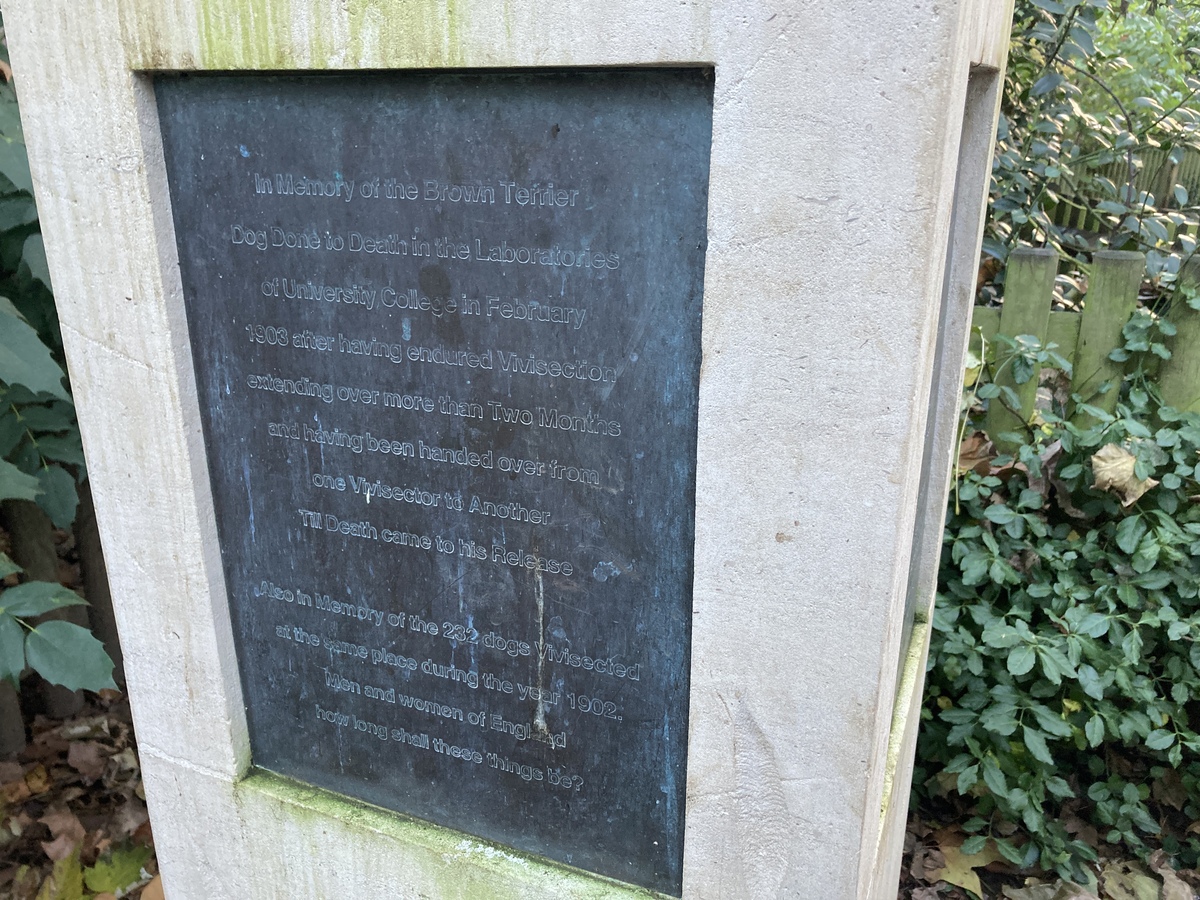 In Memory of the Brown Terrier
Dog Done to Death in the Laboratories
of University College in February
1903 after having endured Vivisection
extending over more than Two Months
and having been handed over from
one Vivisector to Another
Till Death came to his Release
Also in Memory of the 232 dogs Vivisected
at the same place during the year 1902.
Men and women of England
how long shall these things be?